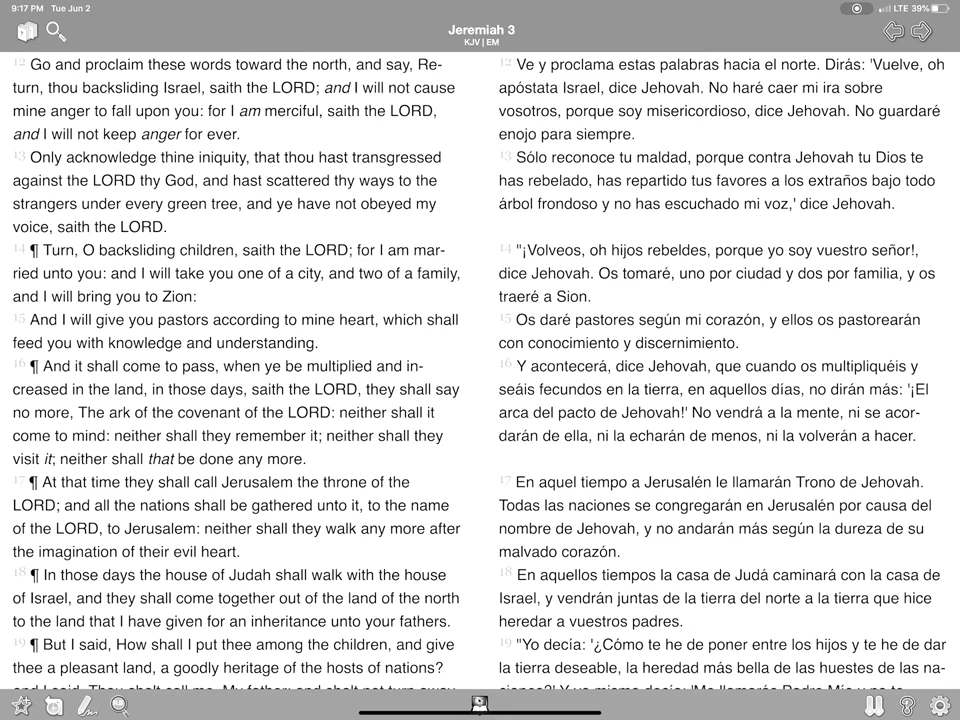 9:17 PM Tue Jun 2
LTE 39%
Jeremiah 3
KJV | EM
12 Go and proclaim these words toward the north, and say, Re-
turn, thou backsliding Israel, saith the LORD; and I will not cause
mine anger to fall upon you: for I am merciful, saith the LORD,
and I will not keep anger for ever.
13 Only acknowledge thine iniquity, that thou hast transgressed
against the LORD thy God, and hast scattered thy ways to the
strangers under every green tree, and ye have not obeyed my
voice, saith the LORD.
14 ¶ Turn, O backsliding children, saith the LORD; for I am mar-
ried unto you: and I will take you one of a city, and two of a family,
and I will bring you to Zion:
15 And I will give you pastors according to mine heart, which shall
feed you with knowledge and understanding.
16 ¶ And it shall come to pass, when ye be multiplied and in-
creased in the land, in those days, saith the LORD, they shall say
no more, The ark of the covenant of the LORD: neither shall it
come to mind: neither shall they remember it; neither shall they
visit it; neither shall that be done any more.
17 ¶ At that time they shall call Jerusalem the throne of the
LORD; and all the nations shall be gathered unto it, to the name
of the LORD, to Jerusalem: neither shall they walk any more after
the imagination of their evil heart.
18 ¶ In those days the house of Judah shall walk with the house
of Israel, and they shall come together out of the land of the north
to the land that I have given for an inheritance unto your fathers.
19 ¶ But I said, How shall I put thee among the children, and give
thee a pleasant land, a goodly heritage of the hosts of nations?
and I said, Thou shalt call me, My father; and shalt not turn away
12 Ve y proclama estas palabras hacia el norte. Dirás: 'Vuelve, oh
apóstata Israel, dice Jehovah. No haré caer mi ira sobre
vosotros, porque soy misericordioso, dice Jehovah. No guardaré
enojo para siempre.
13 Sólo reconoce tu maldad, porque contra Jehovah tu Dios te
has rebelado, has repartido tus favores a los extraños bajo todo
árbol frondoso y no has escuchado mi voz,' dice Jehovah.
14 "¡Volveos, oh hijos rebeldes, porque yo soy vuestro señor!,
dice Jehovah. Os tomaré, uno por ciudad y dos por familia, y os
traeré a Sion.
15 Os daré pastores según mi corazón, y ellos os pastorearán
con conocimiento y discernimiento.
16 Y acontecerá, dice Jehovah, que cuando os multipliquéis y
seáis fecundos en la tierra, en aquellos días, no dirán más: '¡El
arca del pacto de Jehovah!' No vendrá a la mente, ni se acor-
darán de ella, ni la echarán de menos, ni la volverán a hacer.
17 En aquel tiempo a Jerusalén le llamarán Trono de Jehovah.
Todas las naciones se congregarán en Jerusalén por causa del
nombre de Jehovah, y no andarán más según la dureza de su
malvado corazón.
18 En aquellos tiempos la casa de Judá caminará con la casa de
Israel, y vendrán juntas de la tierra del norte a la tierra que hice
heredar a vuestros padres.
19 "Yo decía: '¿Cómo te he de poner entre los hijos y te he de dar
la tierra deseable, la heredad más bella de las huestes de las na-
ciones?' Y yo mismo decía: 'Me llamarás Padre Mío y no te